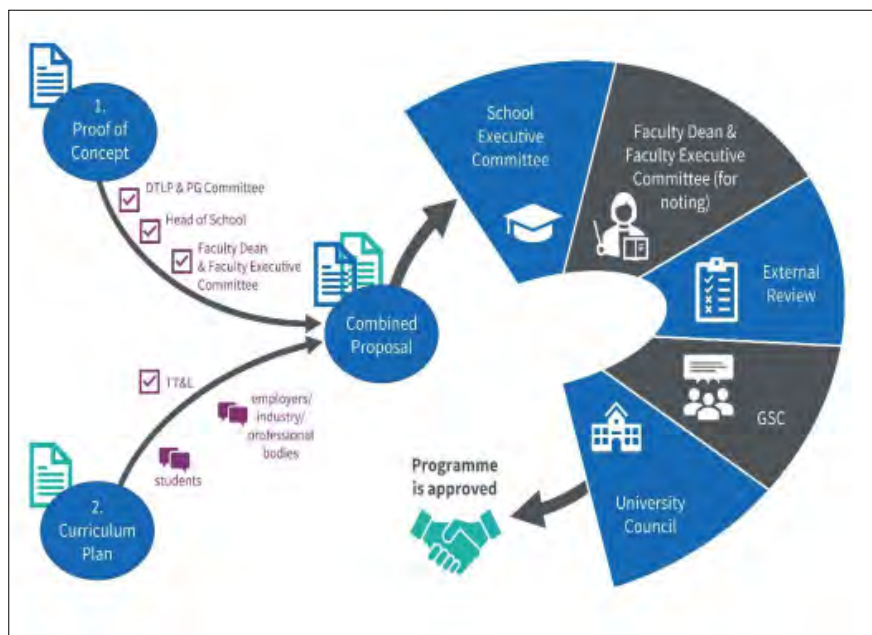 1.
Proof of
Concept
DTLP & PG Committee
Head of School
Faculty Dean
& Faculty Executive
Committee
Combined
Proposal
TT&L
employers/
industry/
professional
bodies
students
2.
Curriculum
Plan
School
Executive
Committee
Faculty Dean &
Faculty Executive
Committee (for
noting)
External
Review
GSC
University
Council
Programme
is approved